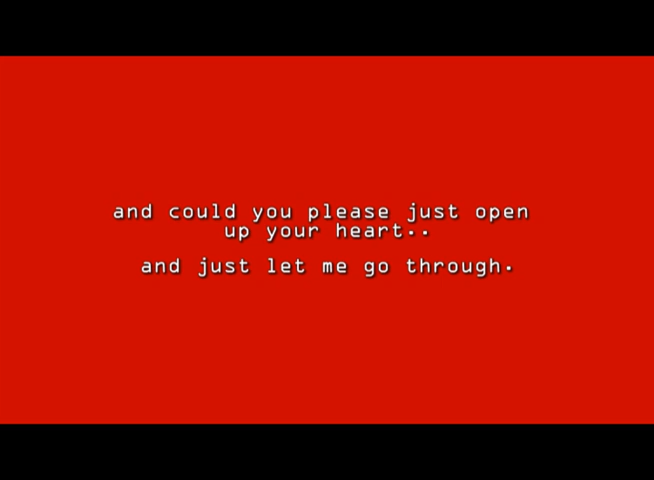 and could you please just open
up your heart..
and just let me go through.